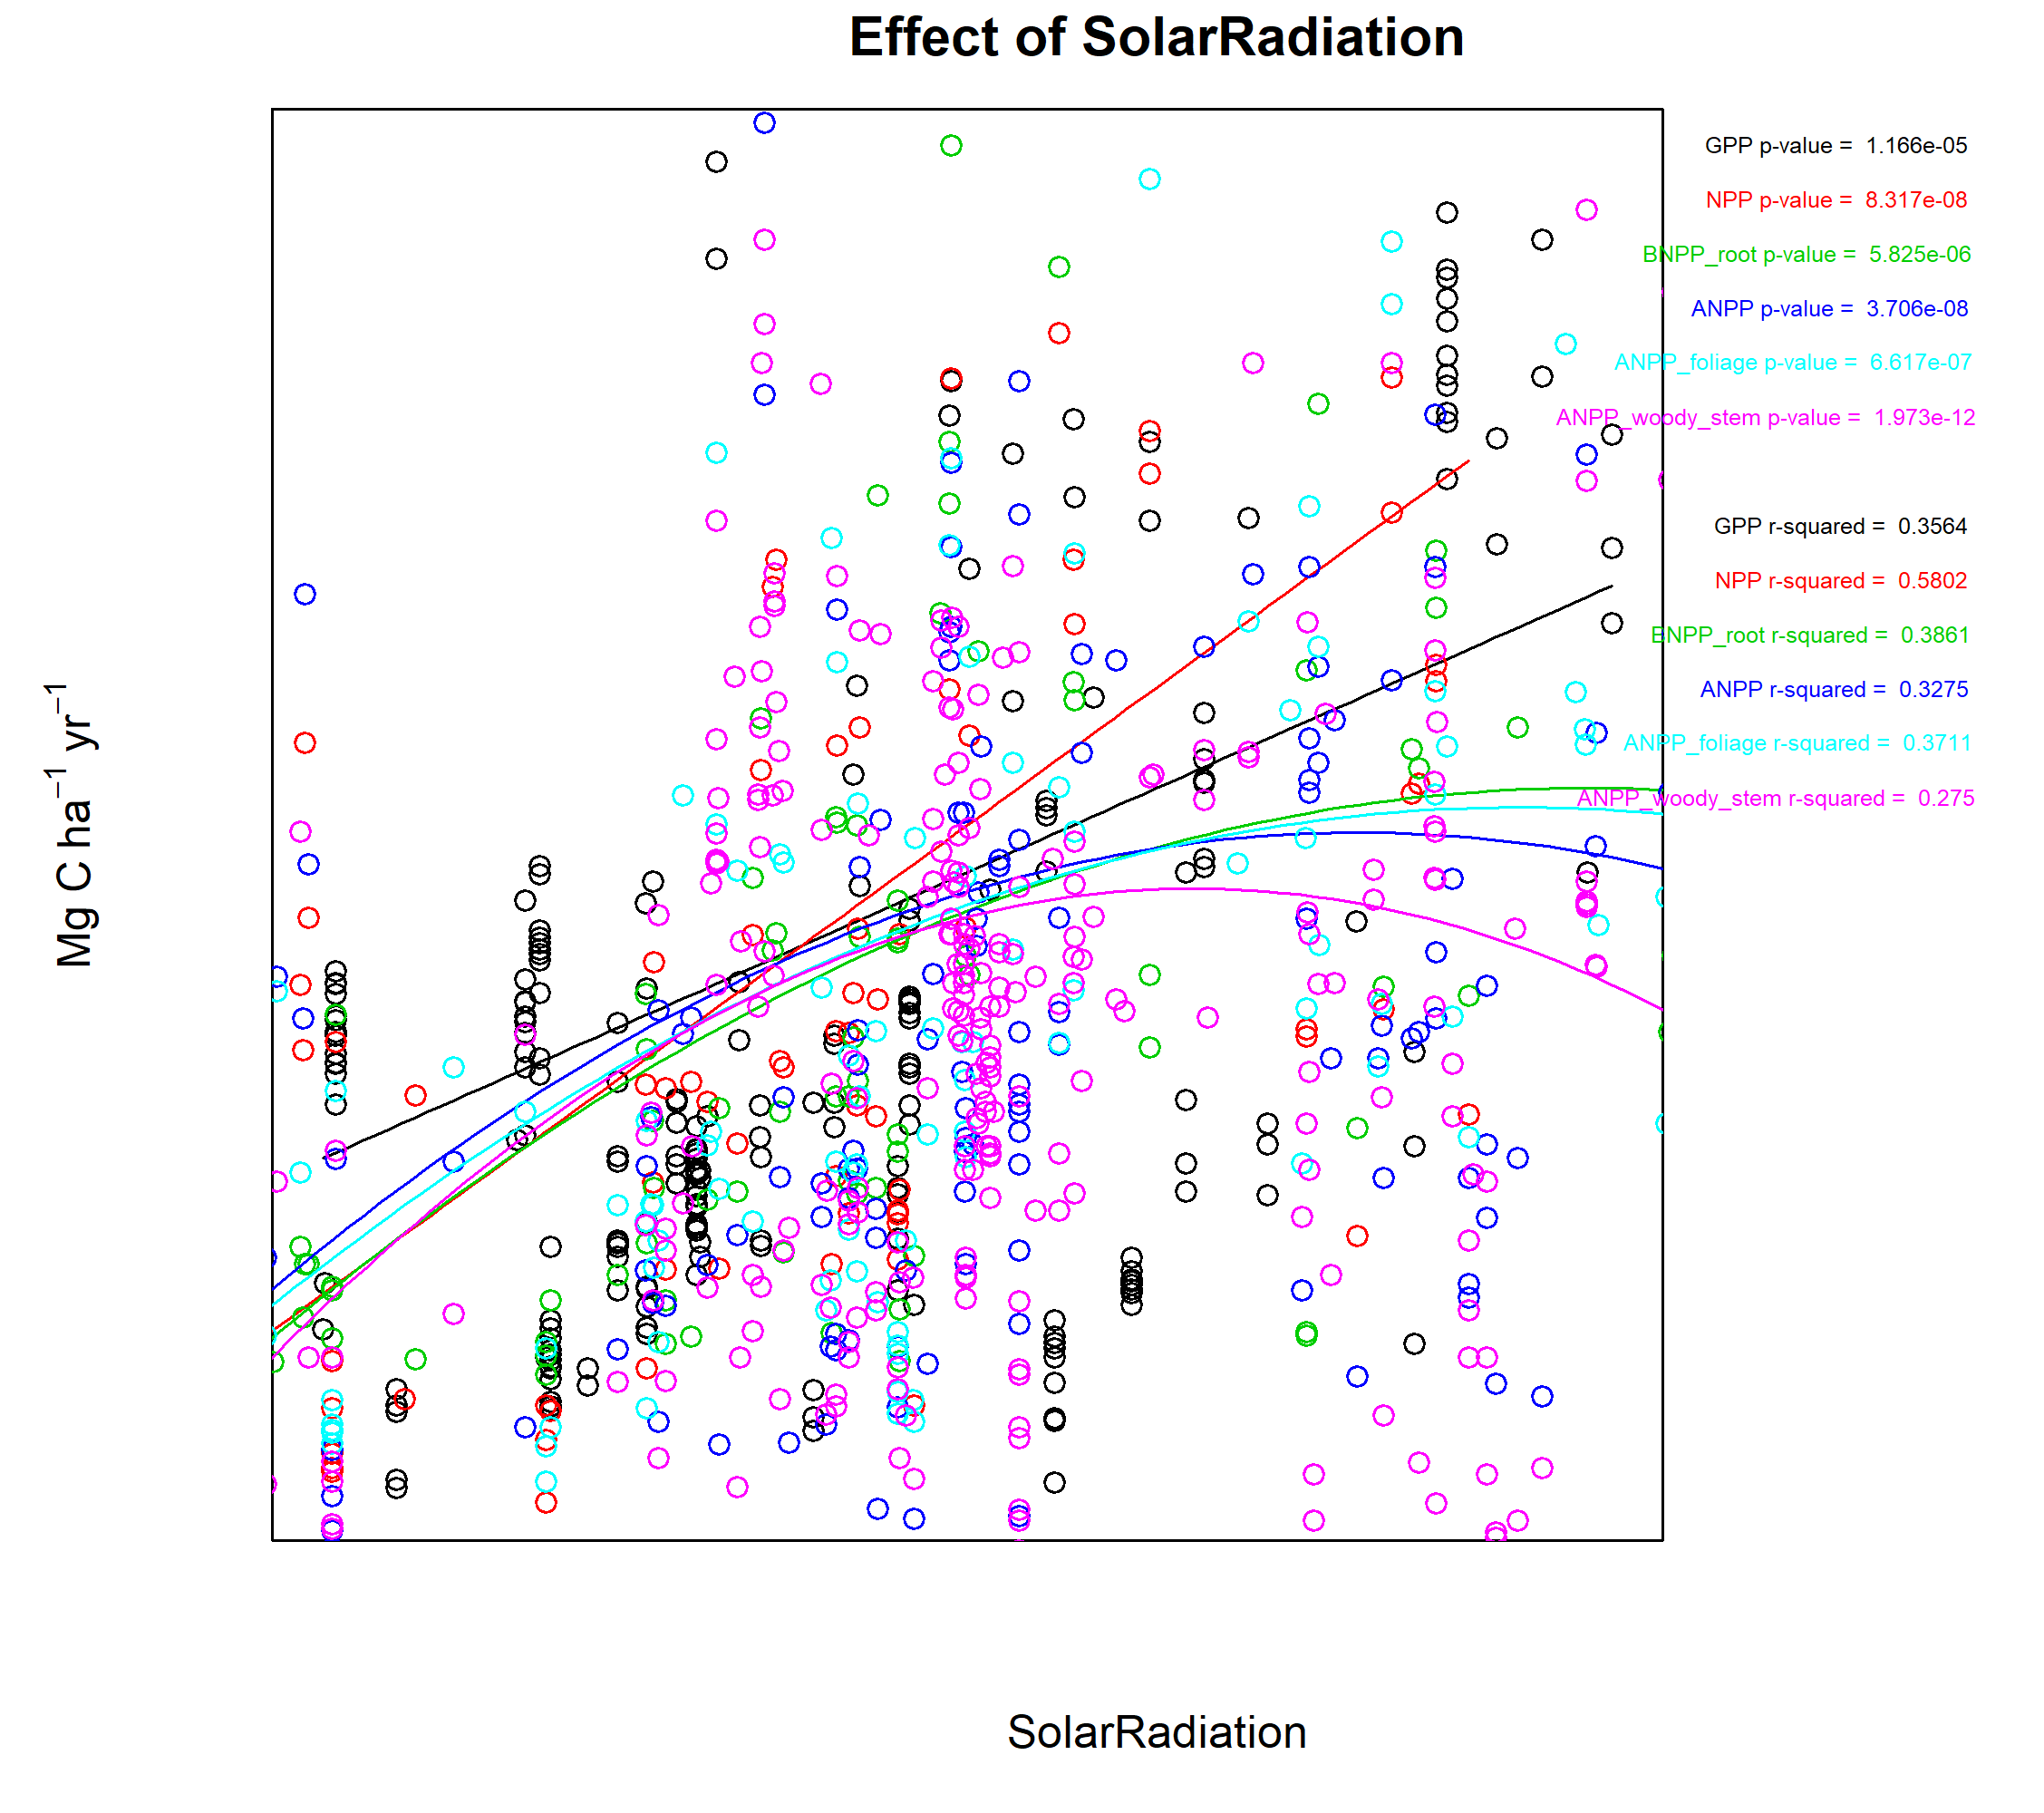 Effect of SolarRadiation
GPP p-value = 1.166e-05
NPP p-value = 8.317e-08
BNPP_root p-value = 5.825e-06
ANPP p-value = 3.706e-08
ANPP_foliage p-value = 6.617e-07
ANPP_woody_stem p-value = 1.973e-12
GPP r-squared = 0.3564
NPP r-squared = 0.5802
BNPP_root r-squared = 0.3861
ANPP r-squared = 0.3275
ANPP_foliage r-squared = 0.3711
ANPP_woody_stem r-squared = 0.275
Mg C ha⁻¹ yr⁻¹
SolarRadiation